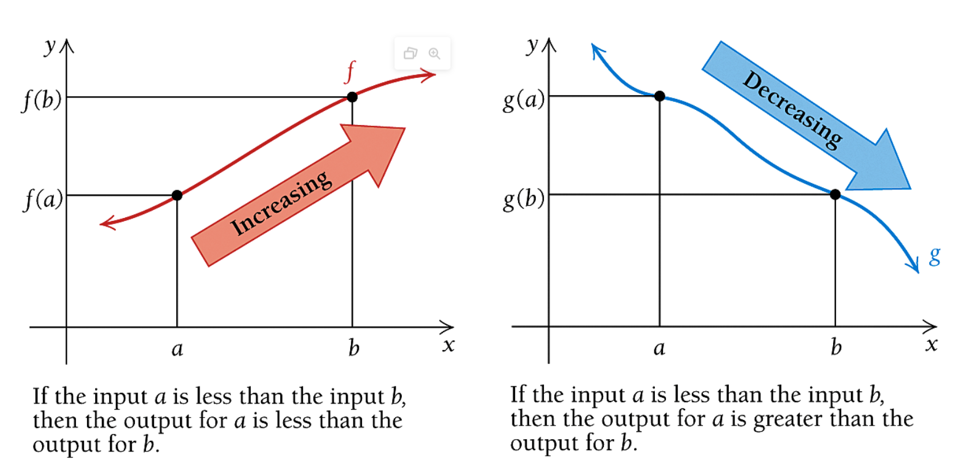 y
f
f(b)
Increasing
f(a)
a
b
x
If the input a is less than the input b,
then the output for a is less than the
output for b.
y
g(a)
Decreasing
g(b)
g
a
b
x
If the input a is less than the input b,
then the output for a is greater than the
output for b.